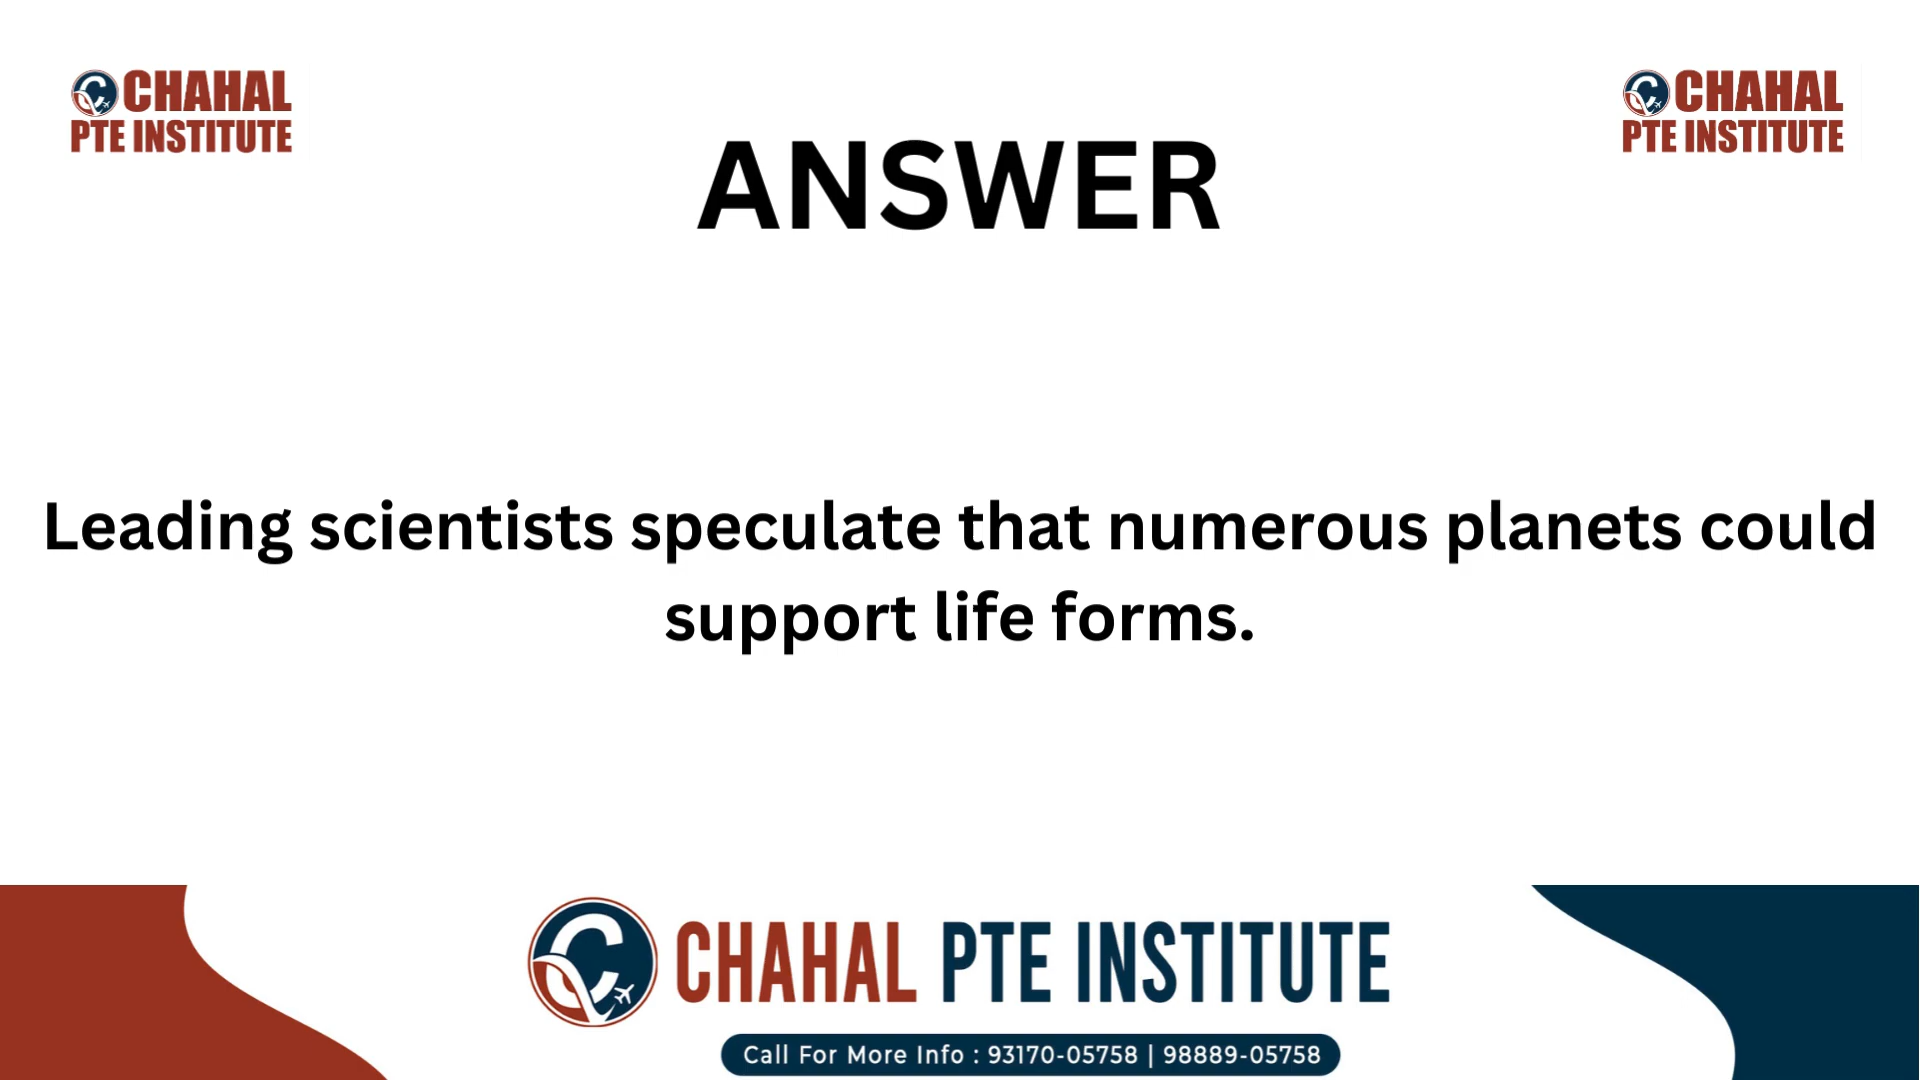 CHAHAL
PTE INSTITUTE
CHAHAL
PTE INSTITUTE
ANSWER
Leading scientists speculate that numerous planets could
support life forms.
CHAHAL PTE INSTITUTE
Call For More Info : 93170-05758 | 98889-05758